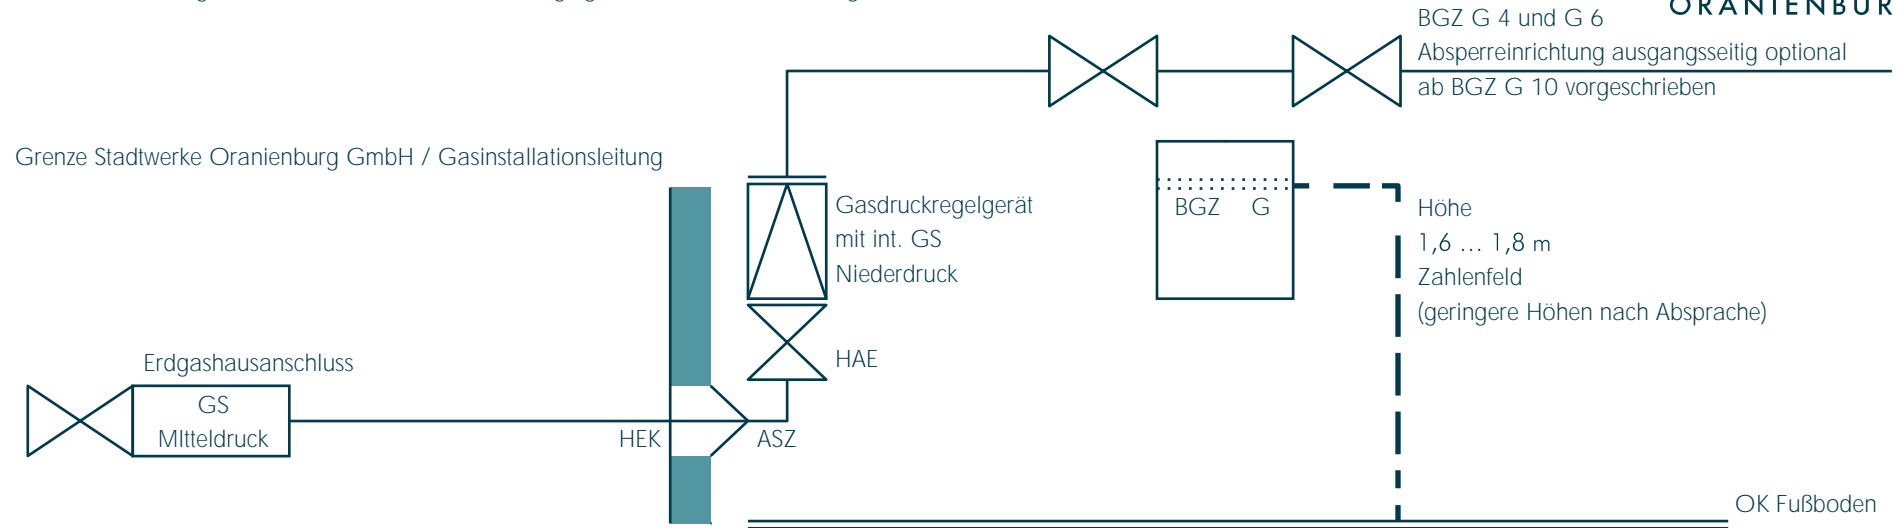 ORANIENBUR
BGZ G 4 und G 6
Absperreinrichtung ausgangsseitig optional
ab BGZ G 10 vorgeschrieben
Grenze Stadtwerke Oranienburg GmbH / Gasinstallationsleitung
Gasdruckregelgerät
mit int. GS
Niederdruck
BGZ G
Höhe
1,6 ... 1,8 m
Zahlenfeld
(geringere Höhen nach Absprache)
HAE
Erdgashausanschluss
GS
MItteldruck
HEK
ASZ
OK Fußboden